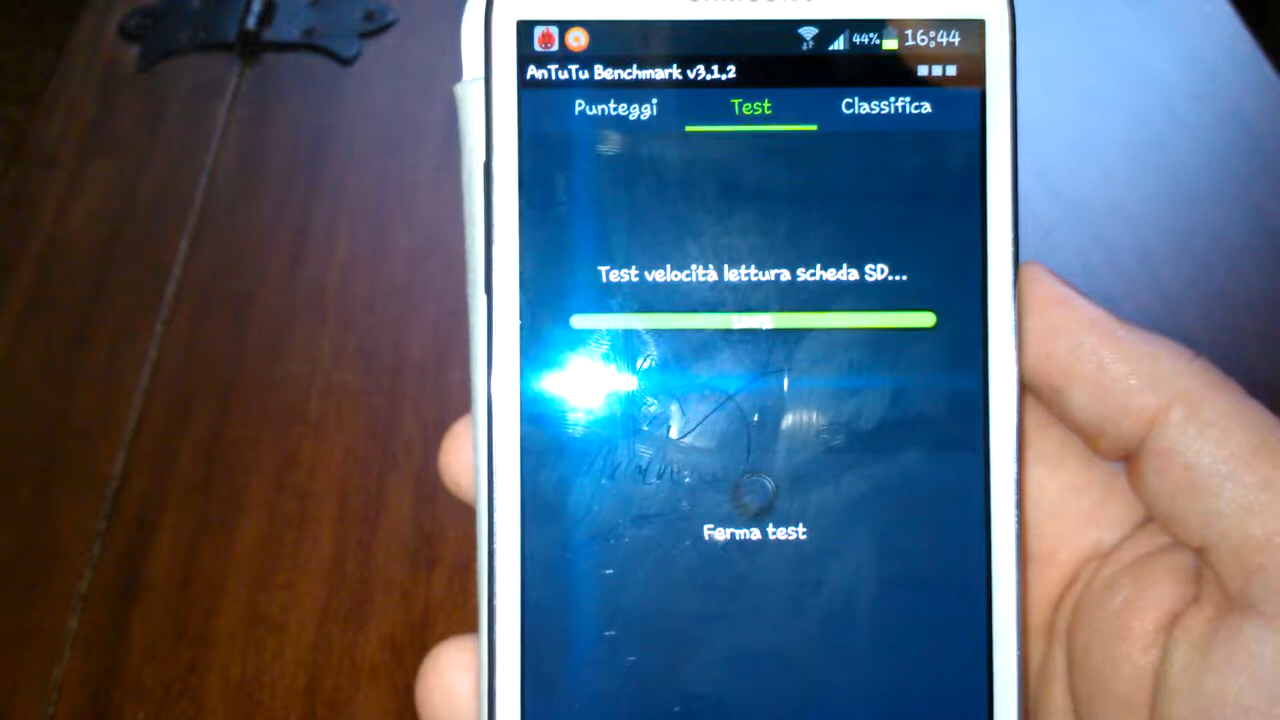 44% 16:44
AnTuTu Benchmark v3.1.2
Punteggi Test Classifica
Test velocità lettura scheda SD...
Ferma test